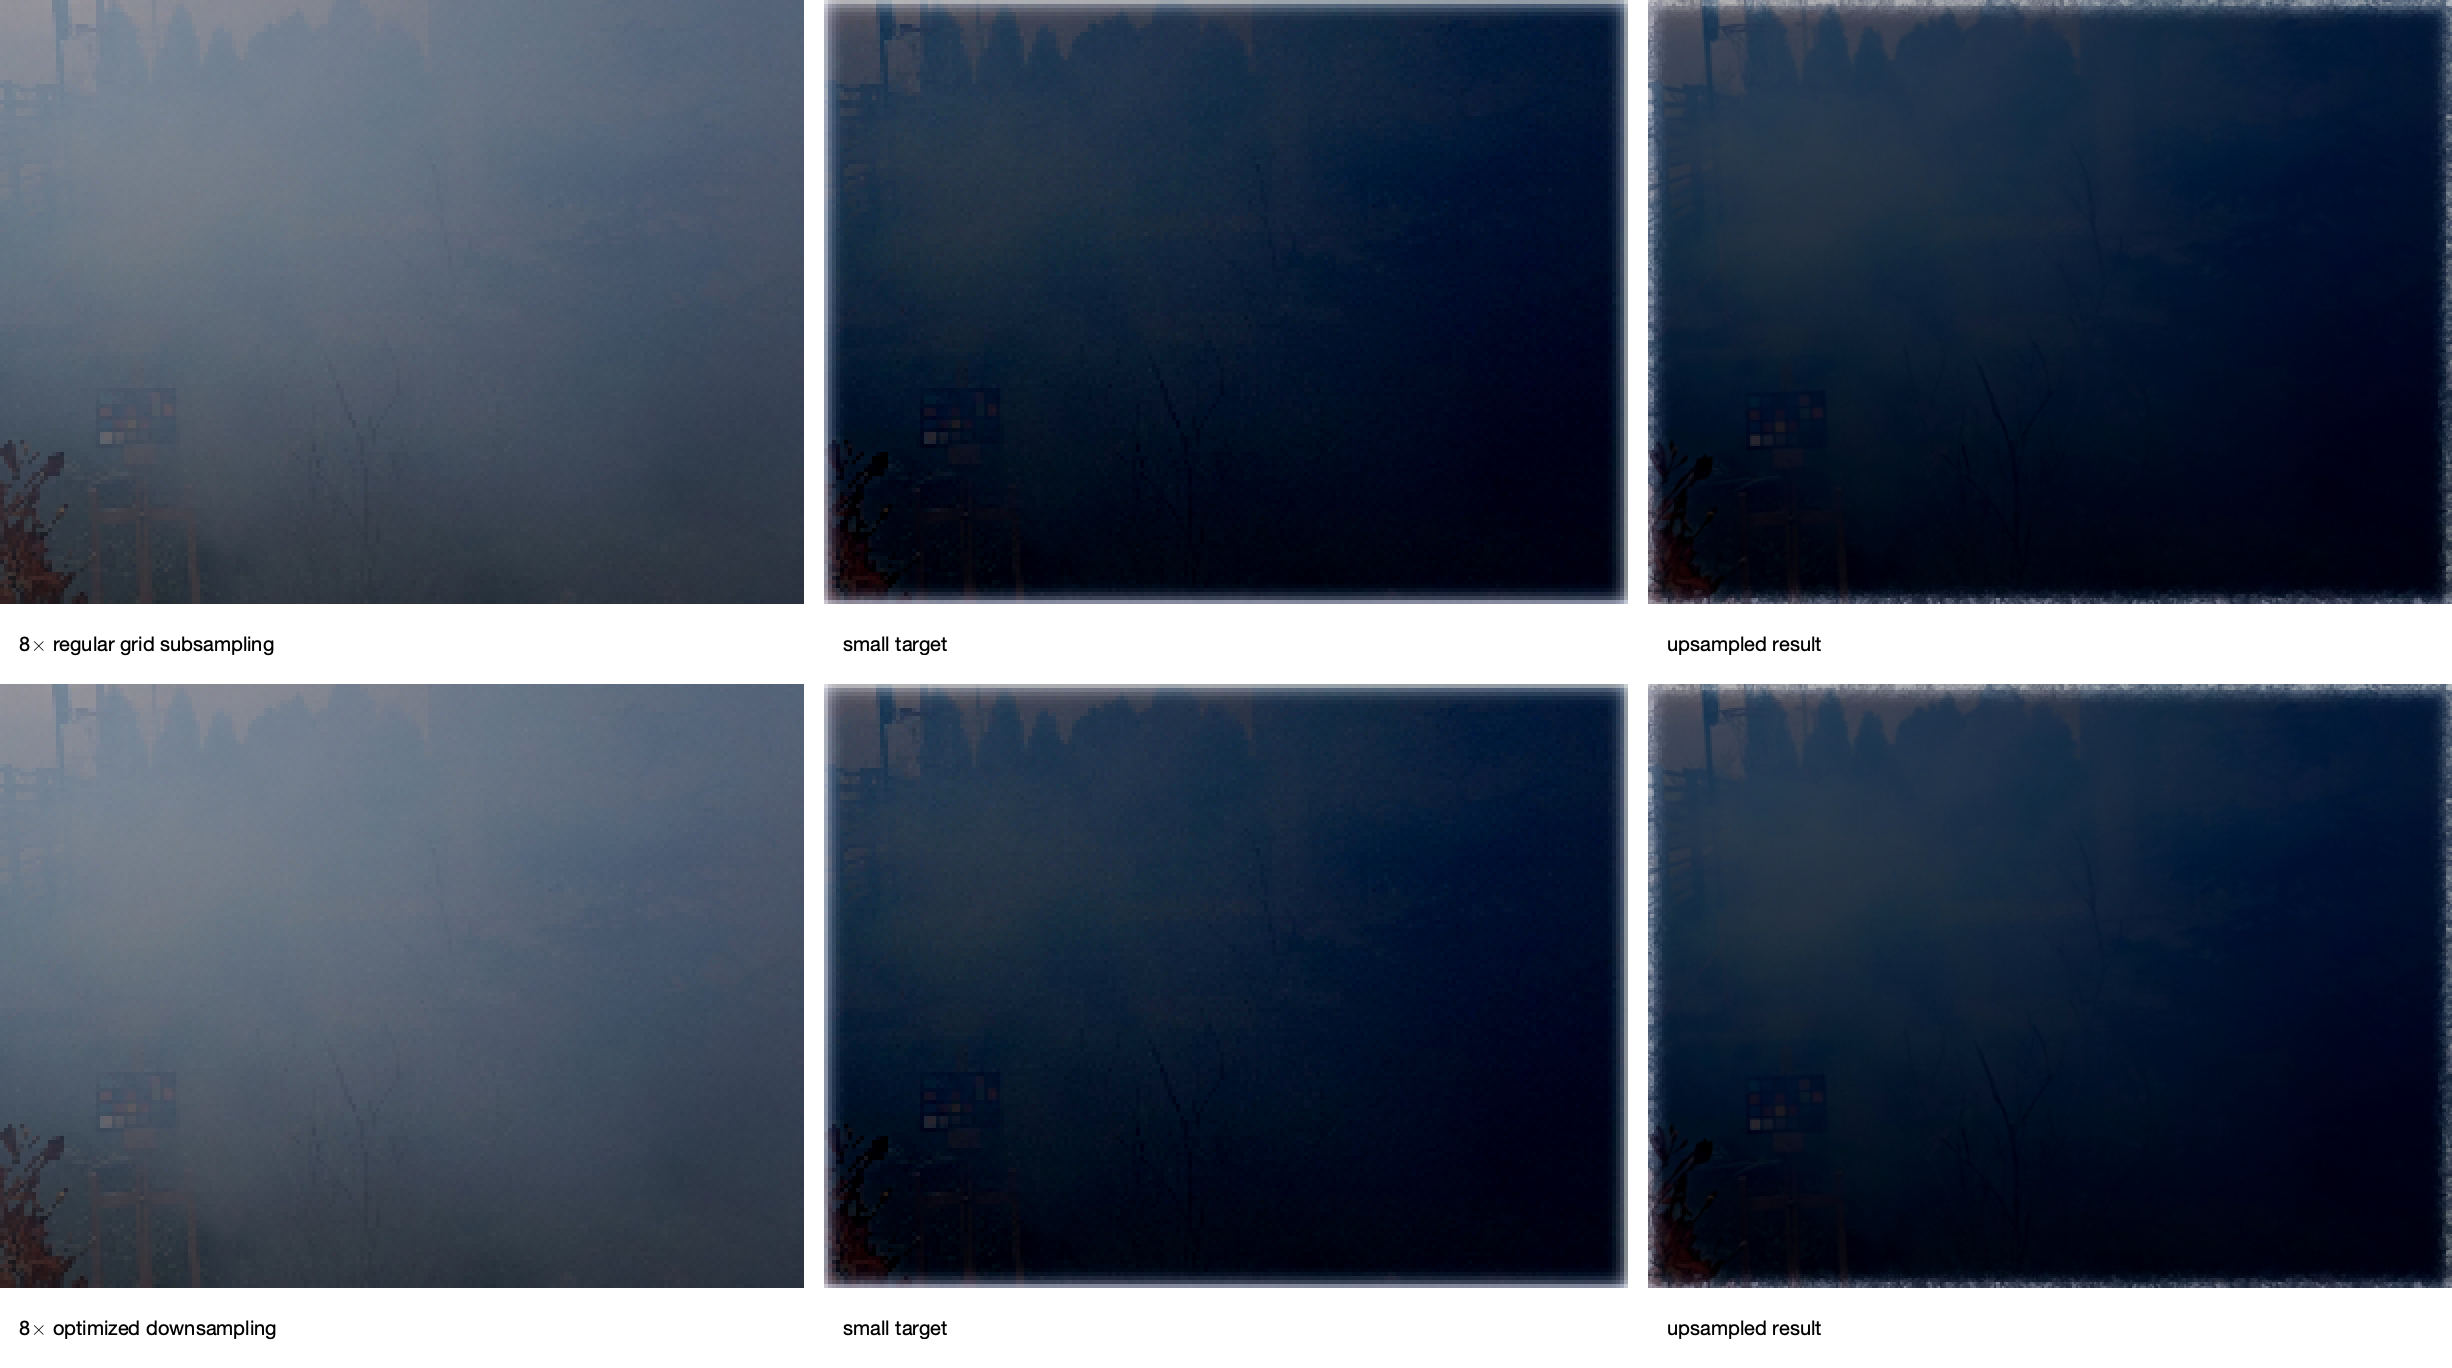 8× regular grid subsampling
small target
upsampled result
8× optimized downsampling
small target
upsampled result